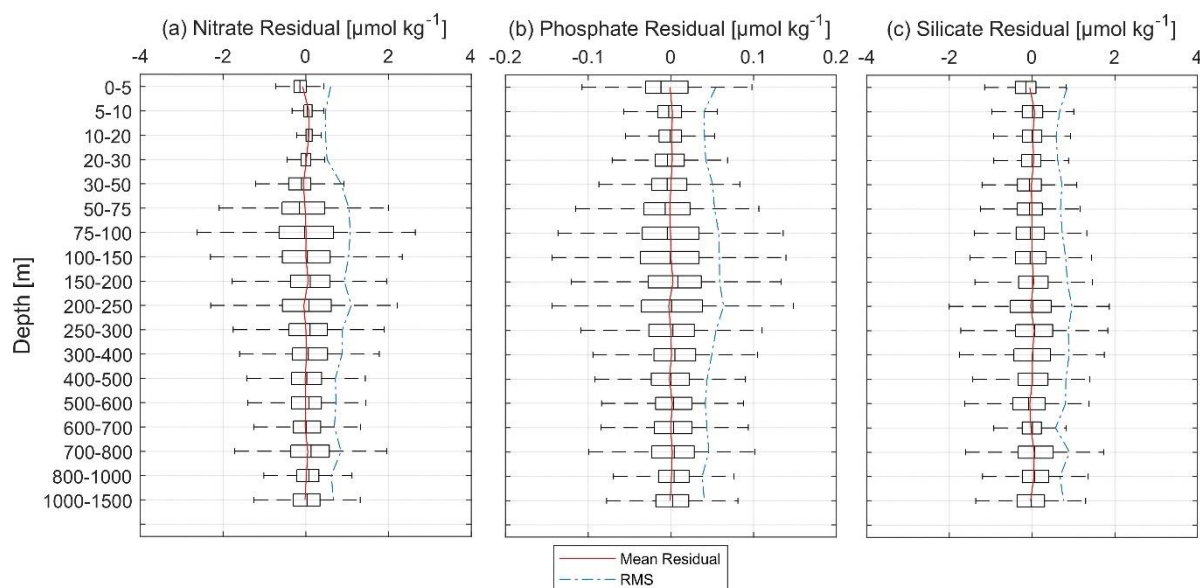 (a) Nitrate Residual [µmol kg⁻¹]
-4 -2 0 2 4
(b) Phosphate Residual [µmol kg⁻¹]
-0.2 -0.1 0 0.1 0.2
(c) Silicate Residual [µmol kg⁻¹]
-4 -2 0 2 4
Depth [m]
0-5
5-10
10-20
20-30
30-50
50-75
75-100
100-150
150-200
200-250
250-300
300-400
400-500
500-600
600-700
700-800
800-1000
1000-1500
Mean Residual
RMS